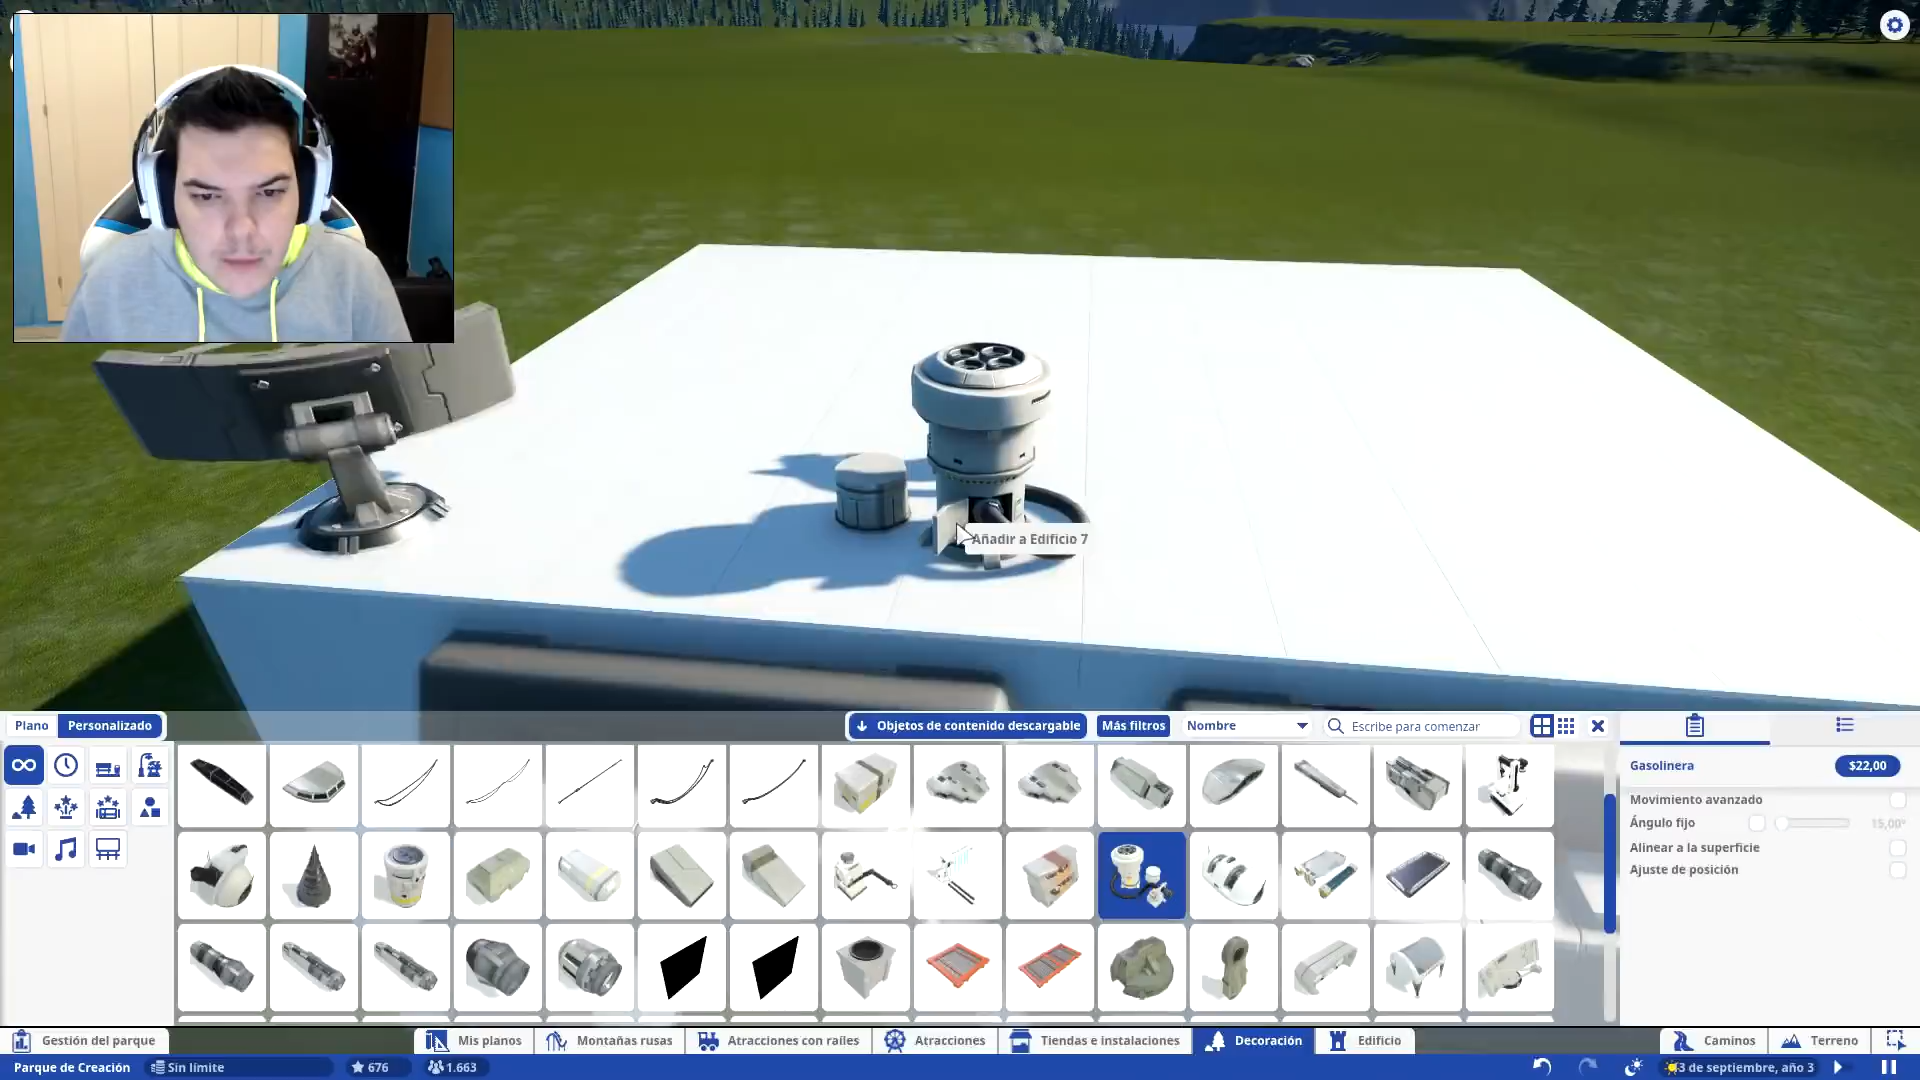 Añadir a Edificio 7
Plano
Personalizado
Objetos de contenido descargable
Más filtros
Nombre
Escribe para comenzar
Gasolinera
$22,00
Movimiento avanzado
Ángulo fijo
15,00°
Alinear a la superficie
Ajuste de posición
Gestión del parque
Mis planos
Montañas rusas
Atracciones con raíles
Atracciones
Tiendas e instalaciones
Decoración
Edificio
Caminos
Terreno
Parque de Creación
Sin límite
676
1.663
3 de septiembre, año 3